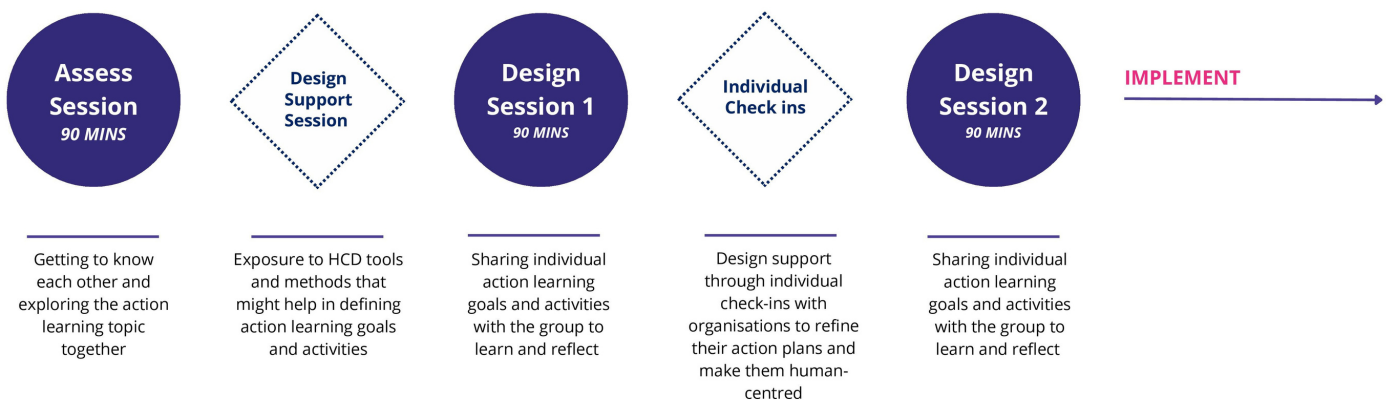 Assess
Session
90 MINS
Design
Support
Session
Design
Session 1
90 MINS
Individual
Check ins
Design
Session 2
90 MINS
IMPLEMENT
Getting to know
each other and
exploring the action
learning topic
together
Exposure to HCD tools
and methods that
might help in defining
action learning goals
and activities
Sharing individual
action learning
goals and activities
with the group to
learn and reflect
Design support
through individual
check-ins with
organisations to refine
their action plans and
make them human-
centred
Sharing individual
action learning
goals and activities
with the group to
learn and reflect